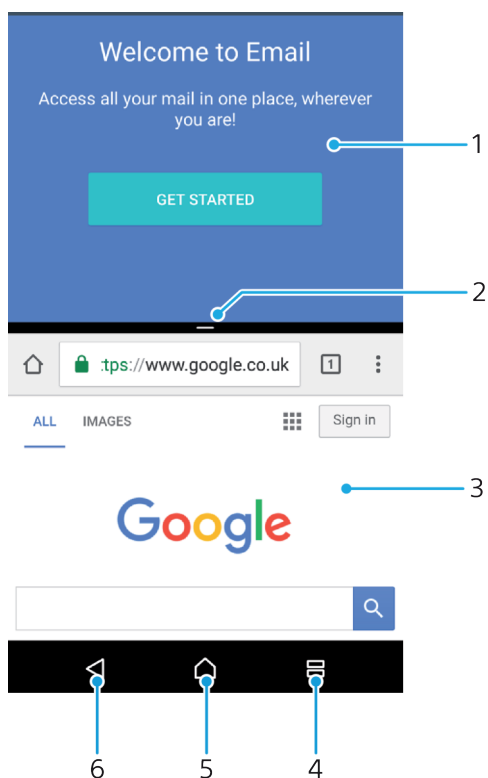 Welcome to Email
Access all your mail in one place, wherever
you are!
1
GET STARTED
2
:tps://www.google.co.uk 1
ALL IMAGES Sign in
3
Google
6 5 4